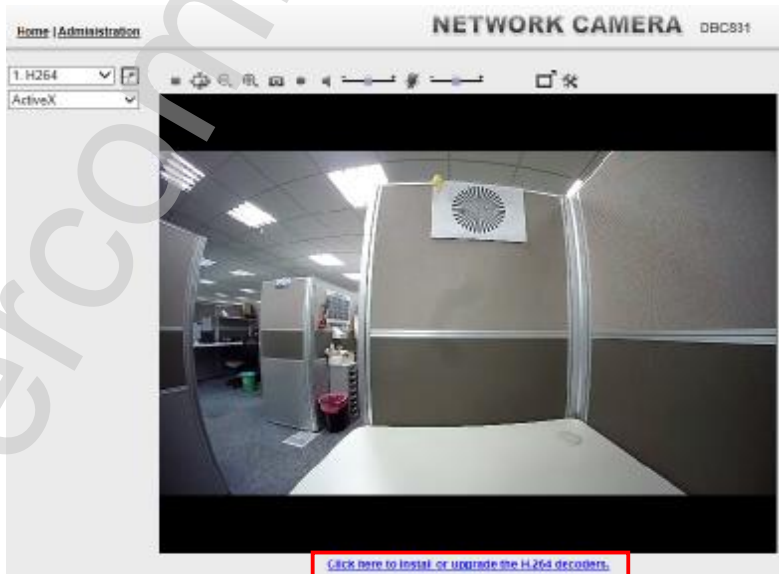 Home | Administration
NETWORK CAMERA DBC831
1. H264
ActiveX
Click here to install or upgrade the H.264 decoders.